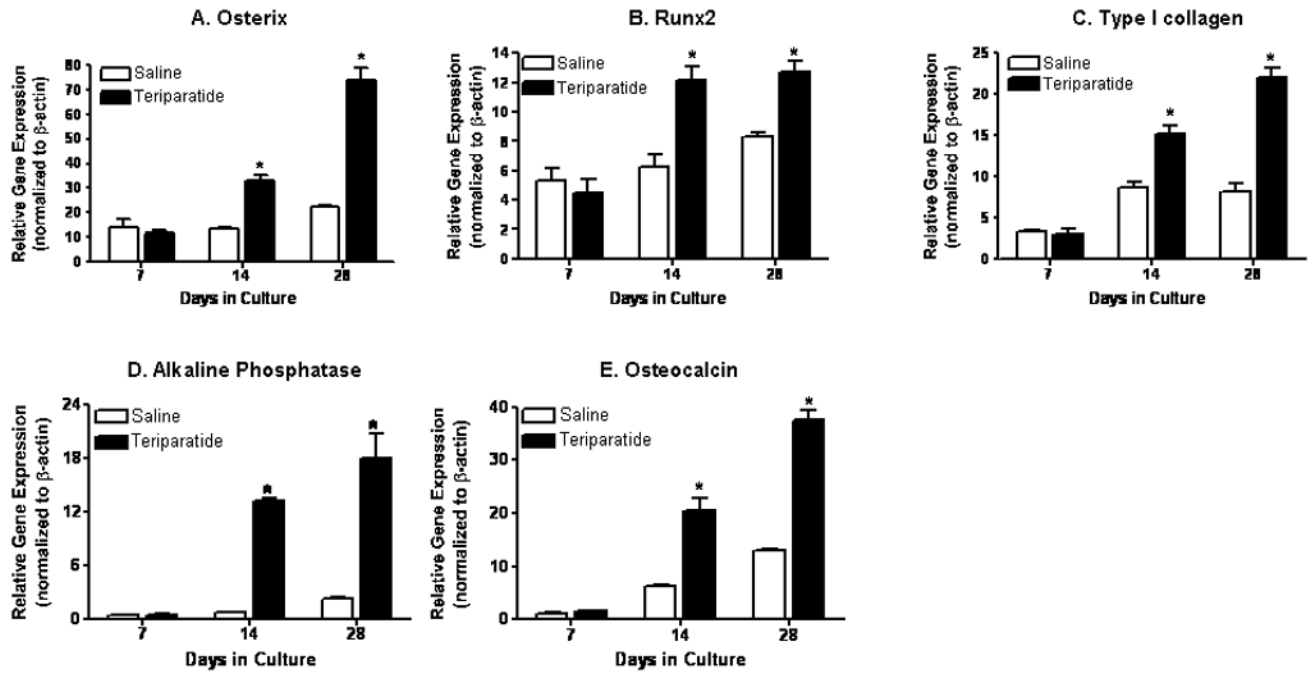 A. Osterix
Relative Gene Expression
(normalized to β-actin)
80
70
60
50
40
30
20
10
0
Saline
Teriparatide
*
*
7
14
28
Days in Culture
B. Runx2
Relative Gene Expression
(normalized to β-actin)
14
12
10
8
6
4
2
0
Saline
Teriparatide
*
*
7
14
28
Days in Culture
C. Type I collagen
Relative Gene Expression
(normalized to β-actin)
25
20
15
10
5
0
Saline
Teriparatide
*
*
7
14
28
Days in Culture
D. Alkaline Phosphatase
Relative Gene Expression
(normalized to β-actin)
24
18
12
6
0
Saline
Teriparatide
*
*
7
14
28
Days in Culture
E. Osteocalcin
Relative Gene Expression
(normalized to β-actin)
40
30
20
10
0
Saline
Teriparatide
*
*
7
14
28
Days in Culture